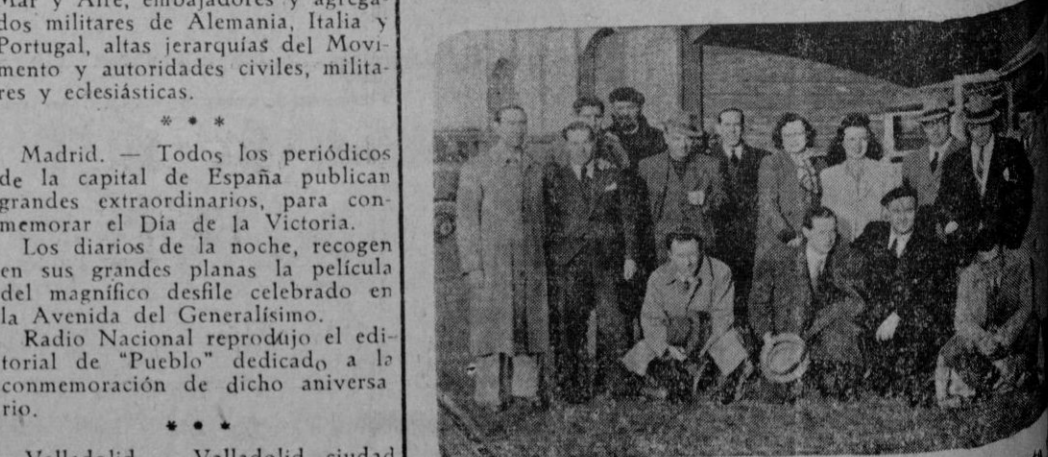 Mar y Aire, embajadores y agrega-
dos militares de Alemania, Italia y
Portugal, altas jerarquías del Movi-
mento y autoridades civiles, milita-
res y eclesiásticas.
* * *
Madrid. — Todos los periódicos
de la capital de España publican
grandes extraordinarios, para con-
memorar el Día de la Victoria.
Los diarios de la noche, recogen
en sus grandes planas la película
del magnífico desfile celebrado en
la Avenida del Generalísimo.
Radio Nacional reprodujo el edi-
torial de "Pueblo" dedicado a la
conmemoración de dicho aniversa
rio.
* * *
Valladolid. — Valladolid, ciudad